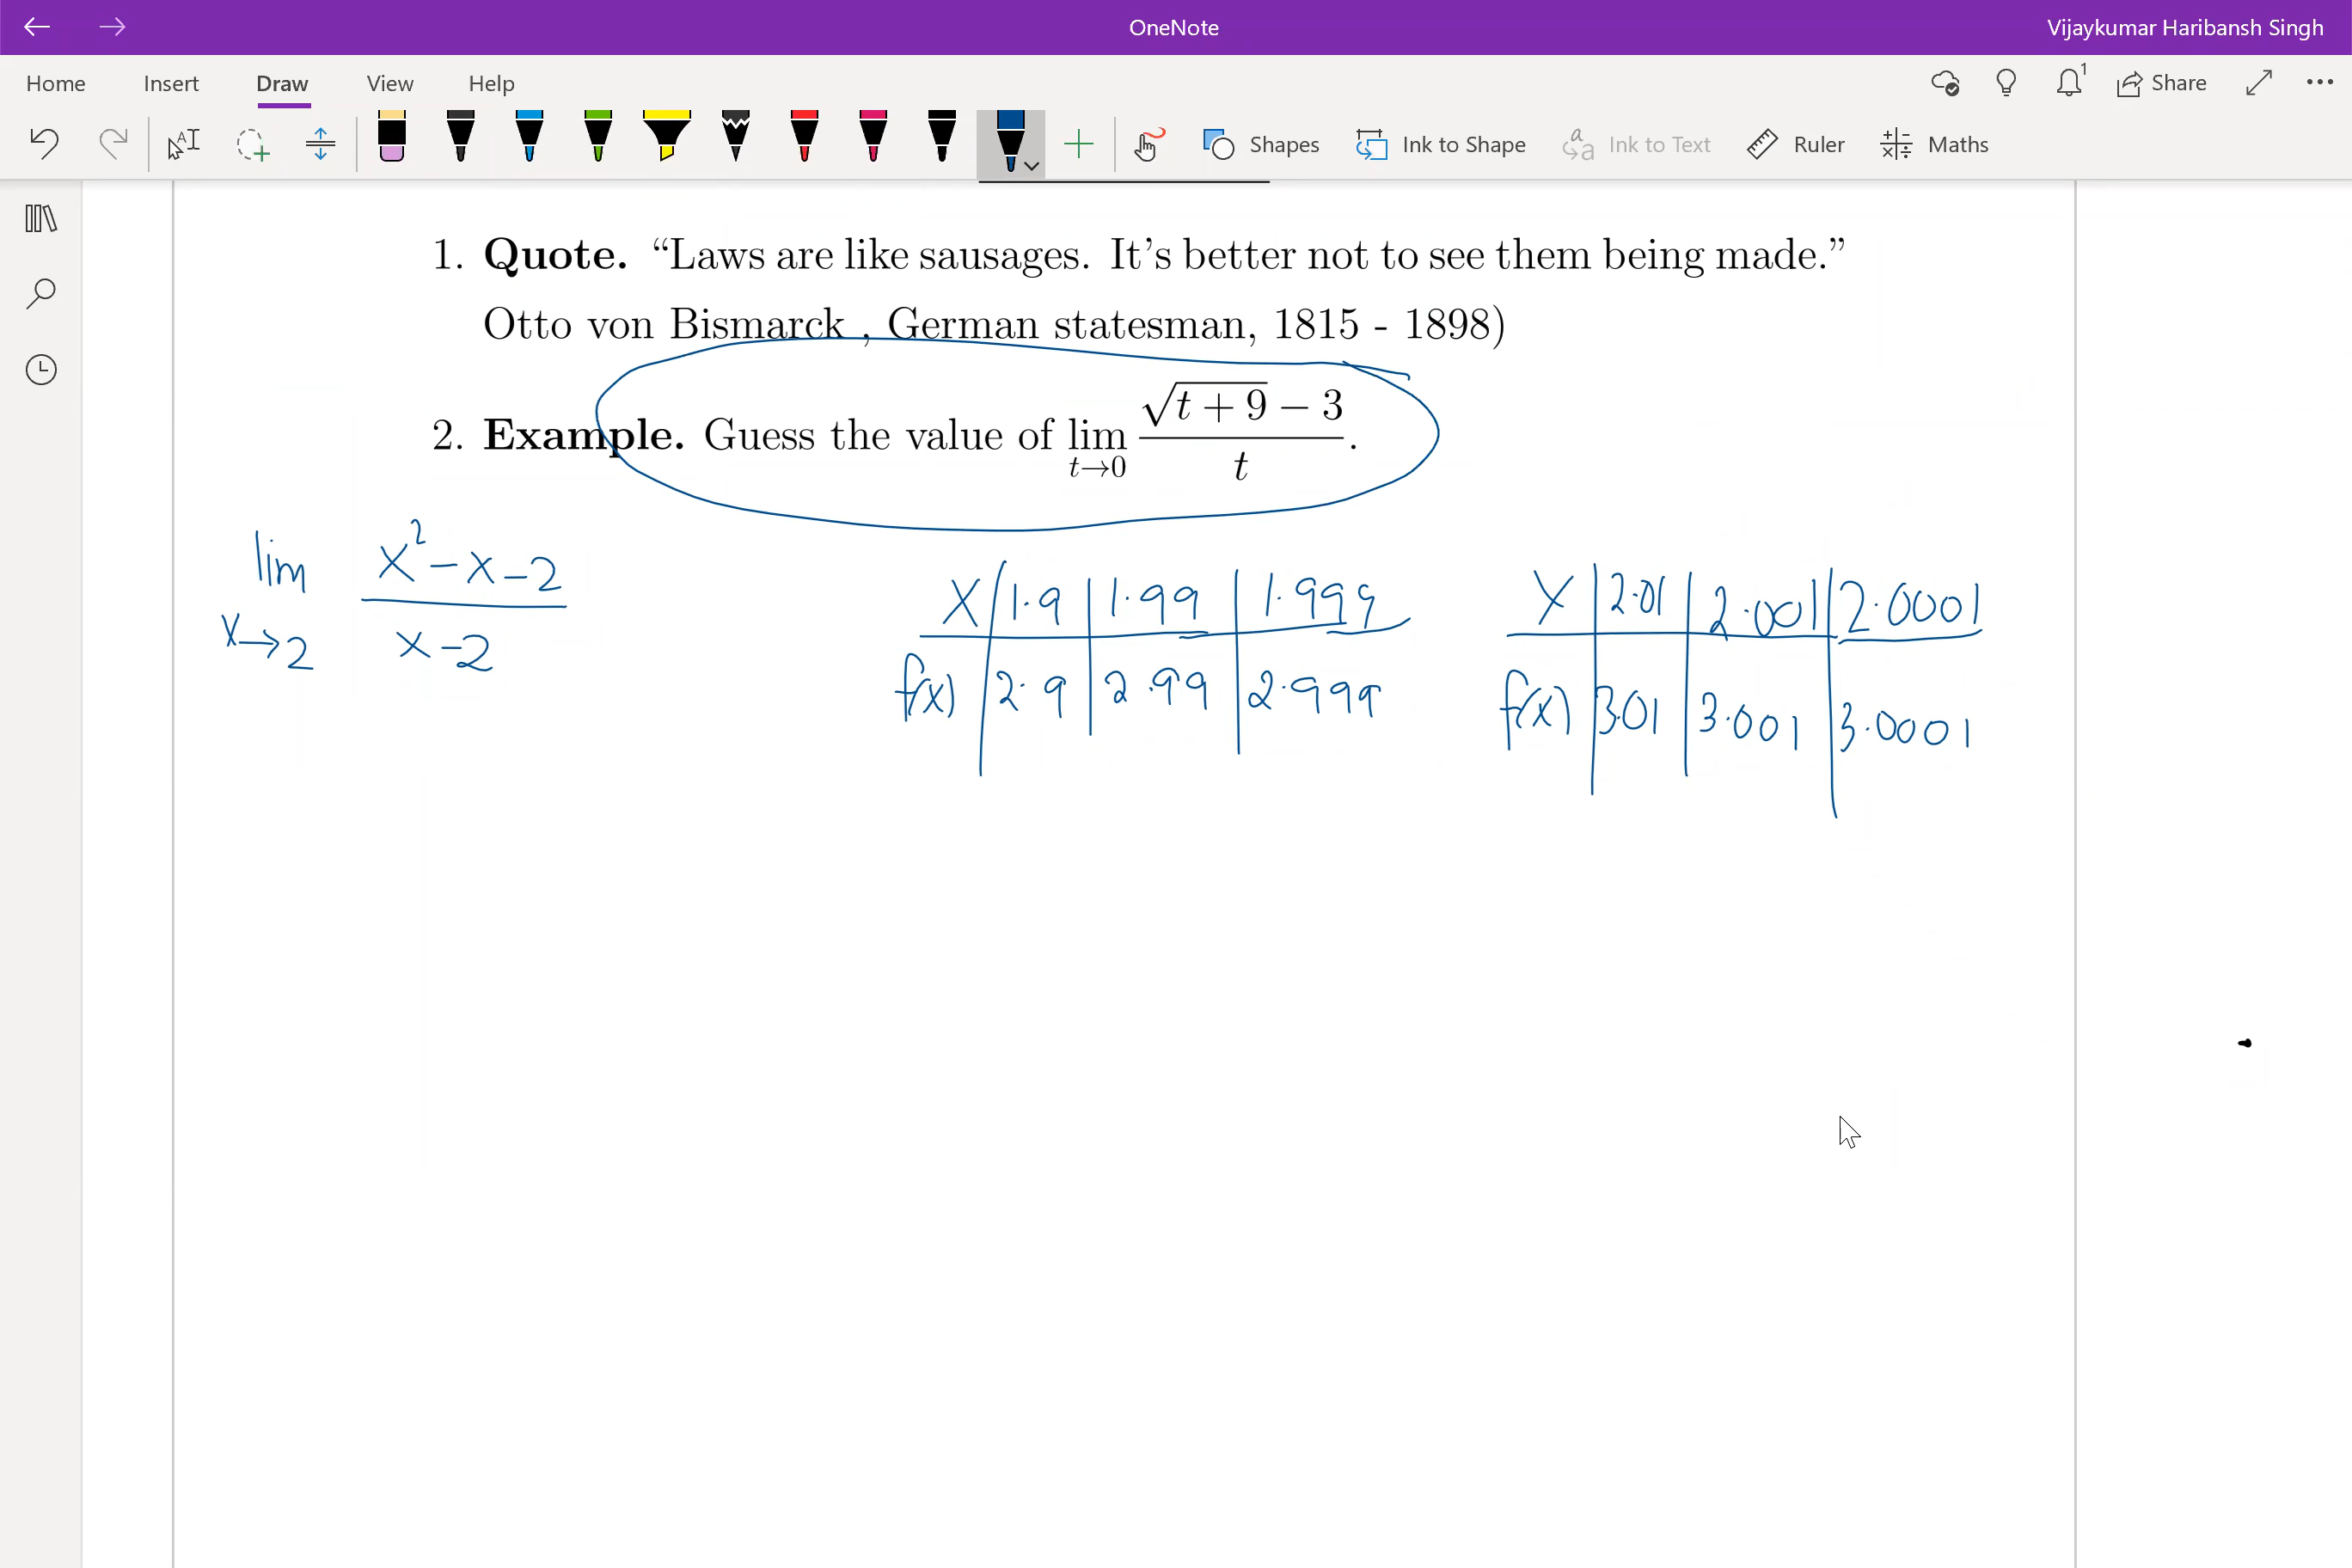 OneNote
Vijaykumar Haribansh Singh
Home Insert Draw View Help
1
Share
Shapes Ink to Shape Ink to Text Ruler Maths
1. Quote. “Laws are like sausages. It’s better not to see them being made.”
Otto von Bismarck , German statesman, 1815 - 1898)
2. Example. Guess the value of lim t→0 (√(t + 9) − 3)/t.
lim x→2 (x² − x − 2)/(x − 2)
X | 1.9 | 1.99 | 1.999
f(x) | 2.9 | 2.99 | 2.999
X | 2.01 | 2.001 | 2.0001
f(x) | 3.01 | 3.001 | 3.0001